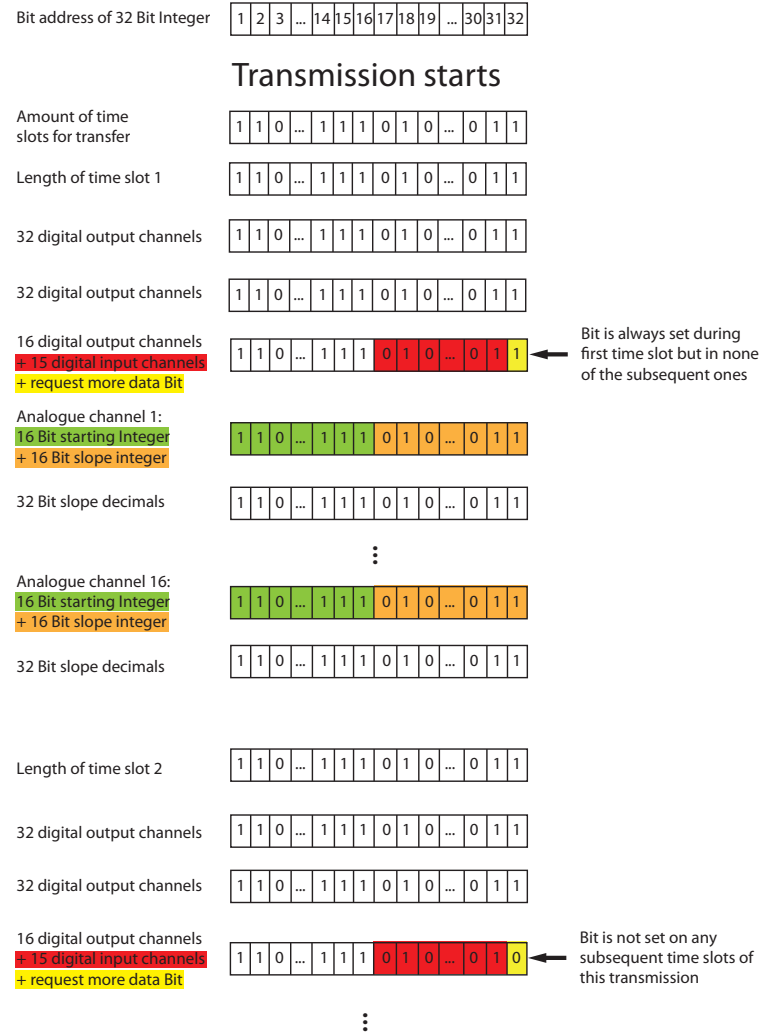 Bit address of 32 Bit Integer
1 2 3 ... 14 15 16 17 18 19 ... 30 31 32
Transmission starts
Amount of time
slots for transfer
1 1 0 ... 1 1 1 0 1 0 ... 0 1 1
Length of time slot 1
1 1 0 ... 1 1 1 0 1 0 ... 0 1 1
32 digital output channels
1 1 0 ... 1 1 1 0 1 0 ... 0 1 1
32 digital output channels
1 1 0 ... 1 1 1 0 1 0 ... 0 1 1
16 digital output channels
+ 15 digital input channels
+ request more data Bit
1 1 0 ... 1 1 1 0 1 0 ... 0 1 1
Bit is always set during
first time slot but in none
of the subsequent ones
Analogue channel 1:
16 Bit starting Integer
+ 16 Bit slope integer
1 1 0 ... 1 1 1 0 1 0 ... 0 1 1
32 Bit slope decimals
1 1 0 ... 1 1 1 0 1 0 ... 0 1 1
Analogue channel 16:
16 Bit starting Integer
+ 16 Bit slope integer
1 1 0 ... 1 1 1 0 1 0 ... 0 1 1
32 Bit slope decimals
1 1 0 ... 1 1 1 0 1 0 ... 0 1 1
Length of time slot 2
1 1 0 ... 1 1 1 0 1 0 ... 0 1 1
32 digital output channels
1 1 0 ... 1 1 1 0 1 0 ... 0 1 1
32 digital output channels
1 1 0 ... 1 1 1 0 1 0 ... 0 1 1
16 digital output channels
+ 15 digital input channels
+ request more data Bit
1 1 0 ... 1 1 1 0 1 0 ... 0 1 0
Bit is not set on any
subsequent time slots of
this transmission